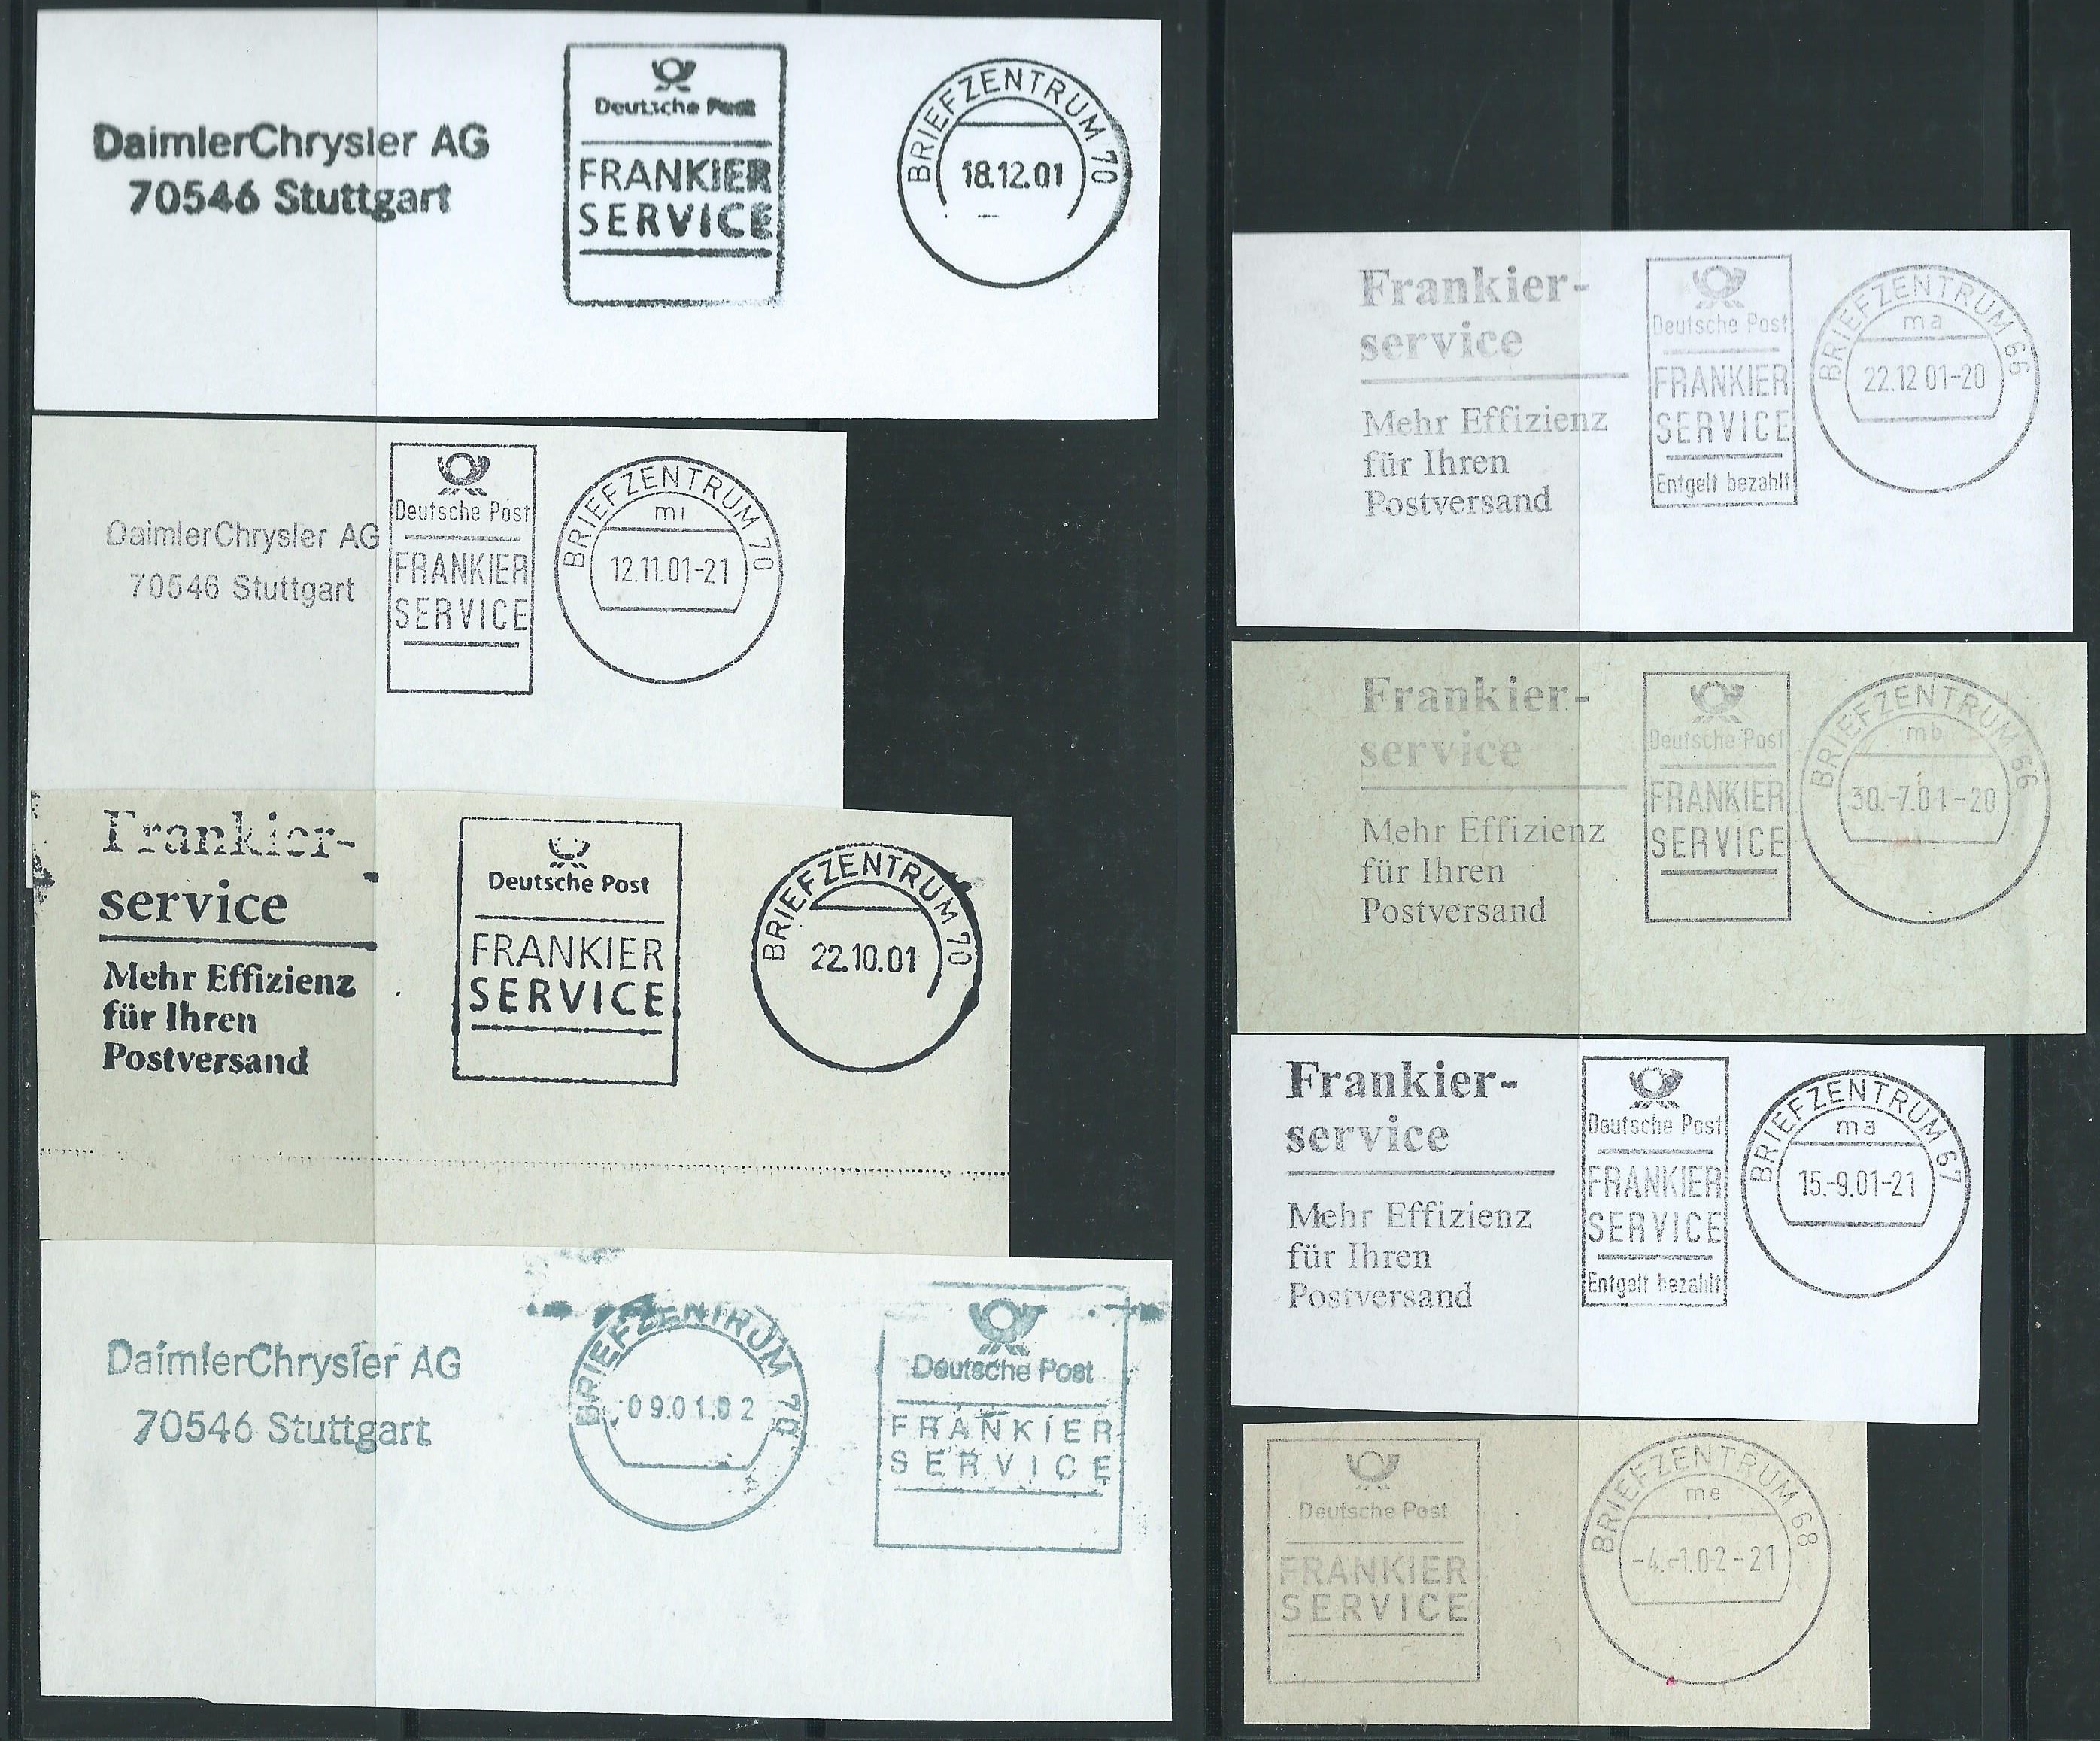 DaimlerChrysler AG
70546 Stuttgart
Deutsche Post
FRANKIER
SERVICE
BRIEFZENTRUM 70
18.12.01
DaimlerChrysler AG
70546 Stuttgart
Deutsche Post
FRANKIER
SERVICE
BRIEFZENTRUM 70
mi
12.11.01-21
Frankier-
service
Mehr Effizienz
für Ihren
Postversand
Deutsche Post
FRANKIER
SERVICE
BRIEFZENTRUM 70
22.10.01
DaimlerChrysler AG
70546 Stuttgart
BRIEFZENTRUM 70
09.01.02
Deutsche Post
FRANKIER
SERVICE
Frankier-
service
Mehr Effizienz
für Ihren
Postversand
Deutsche Post
FRANKIER
SERVICE
Entgelt bezahlt
BRIEFZENTRUM 66
ma
22.12.01-20
Frankier-
service
Mehr Effizienz
für Ihren
Postversand
Deutsche Post
FRANKIER
SERVICE
BRIEFZENTRUM 66
mb
30.-7.01-20
Frankier-
service
Mehr Effizienz
für Ihren
Postversand
Deutsche Post
FRANKIER
SERVICE
Entgelt bezahlt
BRIEFZENTRUM 67
ma
15.-9.01-21
Deutsche Post
FRANKIER
SERVICE
BRIEFZENTRUM 68
me
-4.-1.02-21